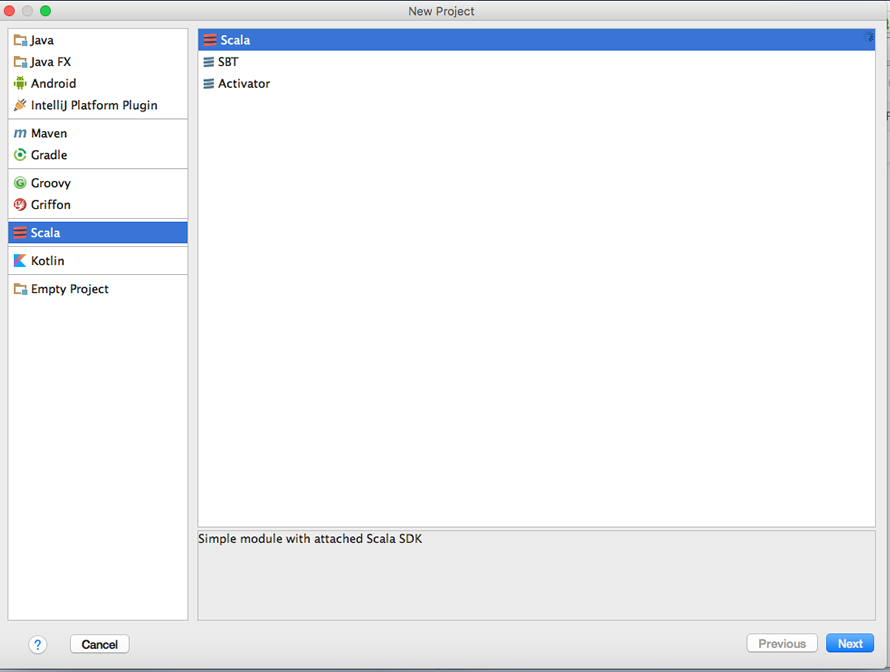 New Project
Java
Java FX
Android
IntelliJ Platform Plugin
Maven
Gradle
Groovy
Griffon
Scala
Kotlin
Empty Project
Scala
SBT
Activator
Simple module with attached Scala SDK
?
Cancel
Previous
Next